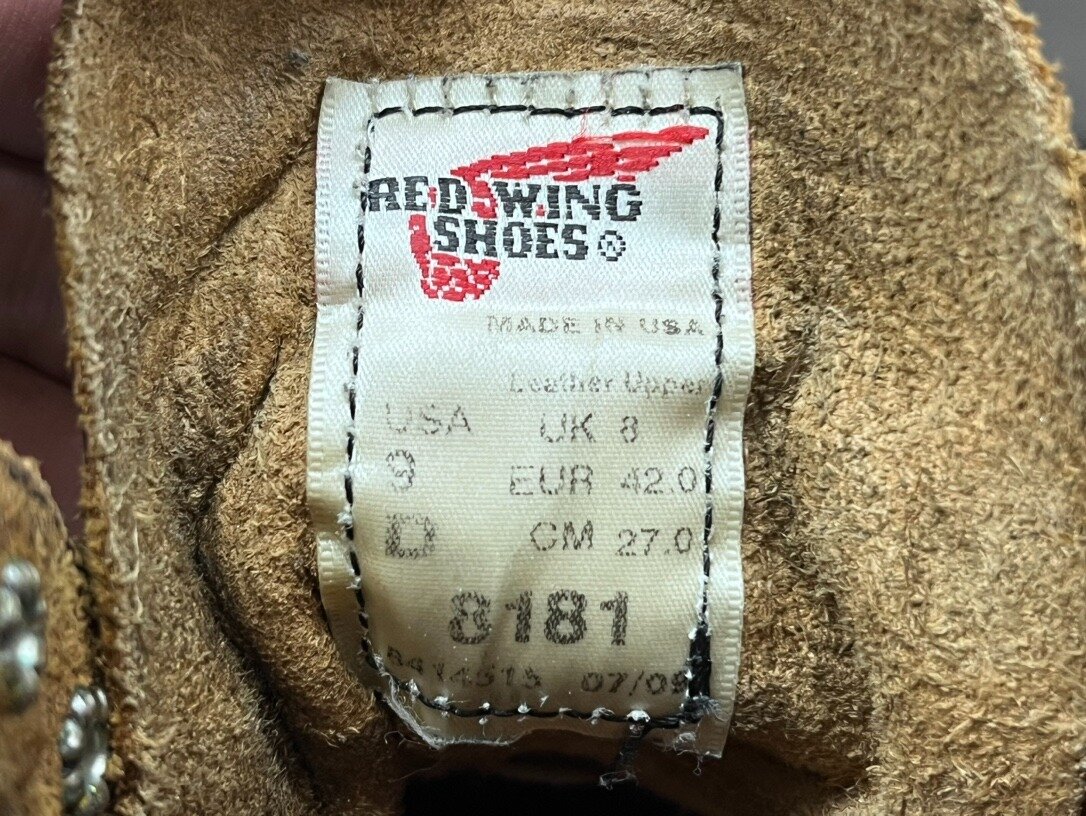 RED WING
SHOES®
MADE IN USA
Leather Upper
USA UK 8
9 EUR 42.0
D CM 27.0
8181
07/09